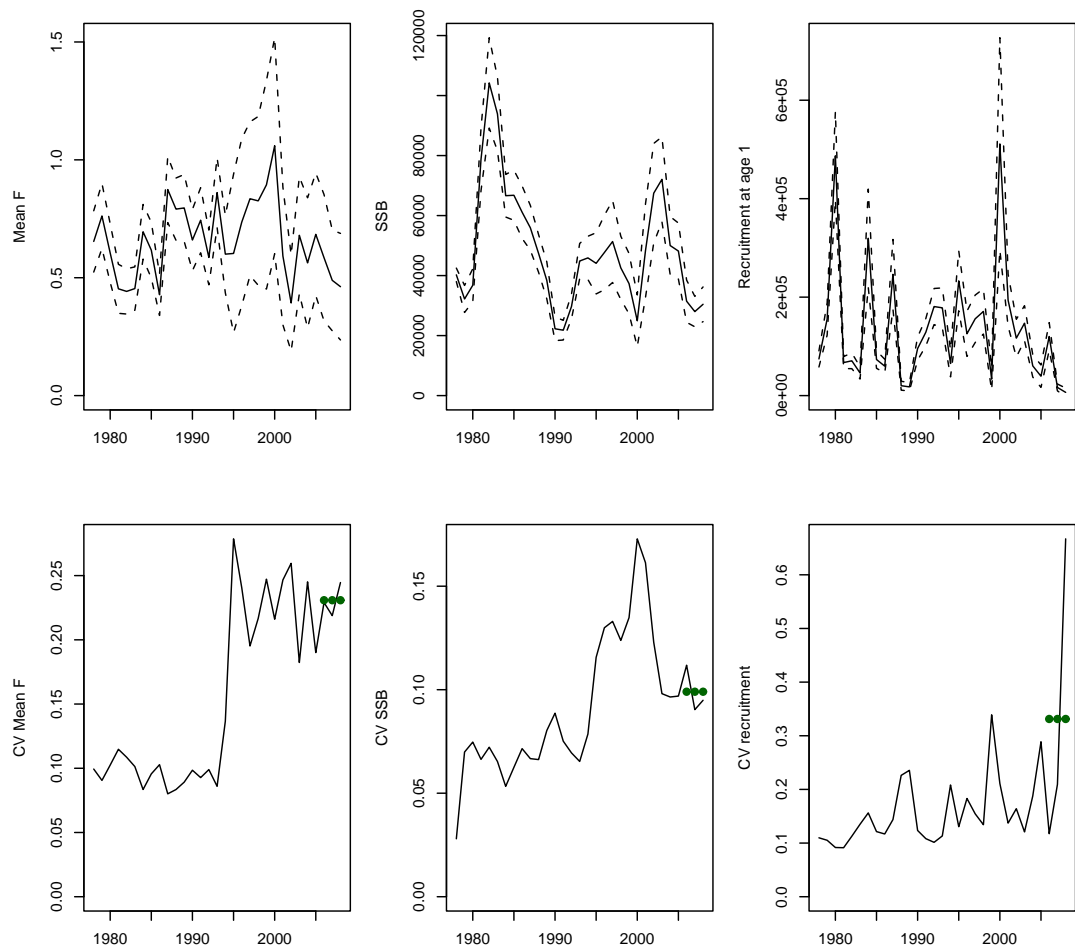 Mean F
0.0 0.5 1.0 1.5
1980 1990 2000
SSB
0 20000 40000 60000 80000 120000
1980 1990 2000
Recruitment at age 1
0e+00 2e+05 4e+05 6e+05
1980 1990 2000
CV Mean F
0.00 0.05 0.10 0.15 0.20 0.25
1980 1990 2000
CV SSB
0.00 0.05 0.10 0.15
1980 1990 2000
CV recruitment
0.0 0.1 0.2 0.3 0.4 0.5 0.6
1980 1990 2000